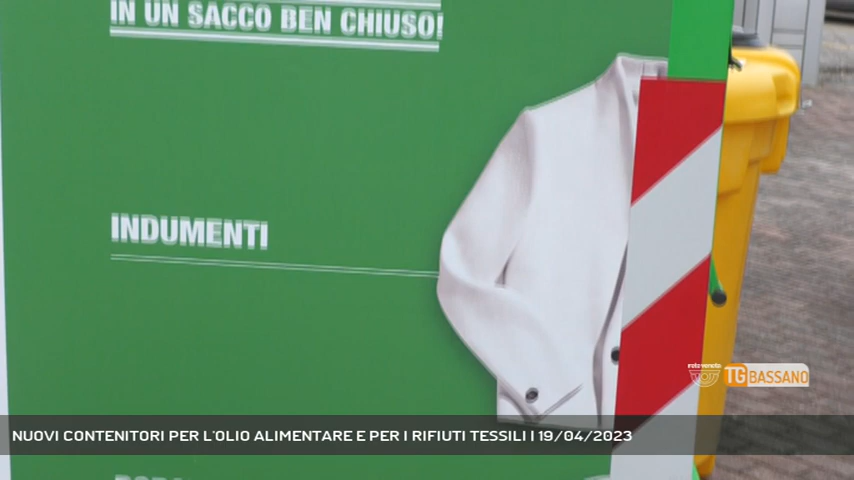 IN UN SACCO BEN CHIUSO!
INDUMENTI
reteveneta
TG BASSANO
NUOVI CONTENITORI PER L'OLIO ALIMENTARE E PER I RIFIUTI TESSILI | 19/04/2023